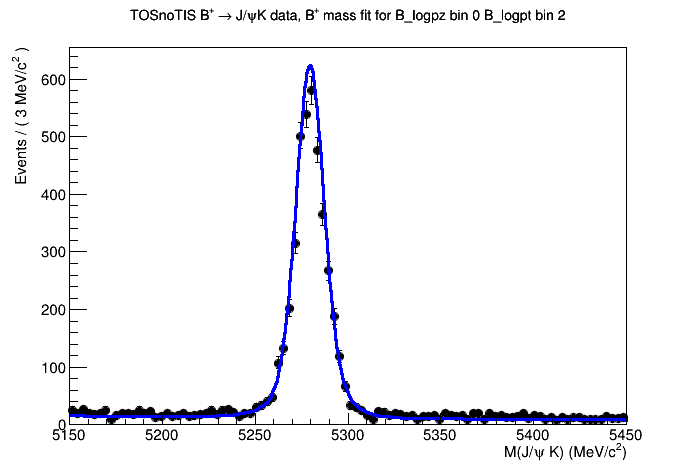 TOSnoTIS B⁺ → J/ψK data, B⁺ mass fit for B_logpz bin 0 B_logpt bin 2
Events / ( 3 MeV/c² )
600
500
400
300
200
100
0
5150 5200 5250 5300 5350 5400 5450
M(J/ψ K) (MeV/c²)